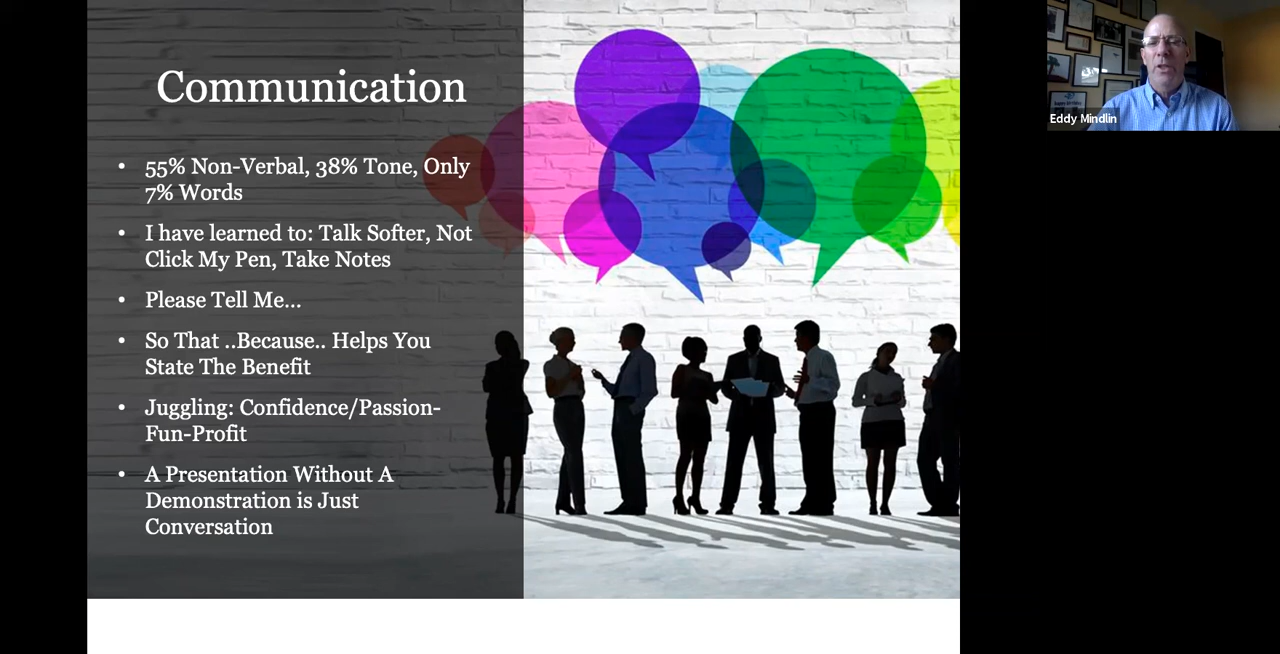 Communication
• 55% Non-Verbal, 38% Tone, Only
7% Words
• I have learned to: Talk Softer, Not
Click My Pen, Take Notes
• Please Tell Me...
• So That ..Because.. Helps You
State The Benefit
• Juggling: Confidence/Passion-
Fun-Profit
• A Presentation Without A
Demonstration is Just
Conversation
Eddy Mindlin